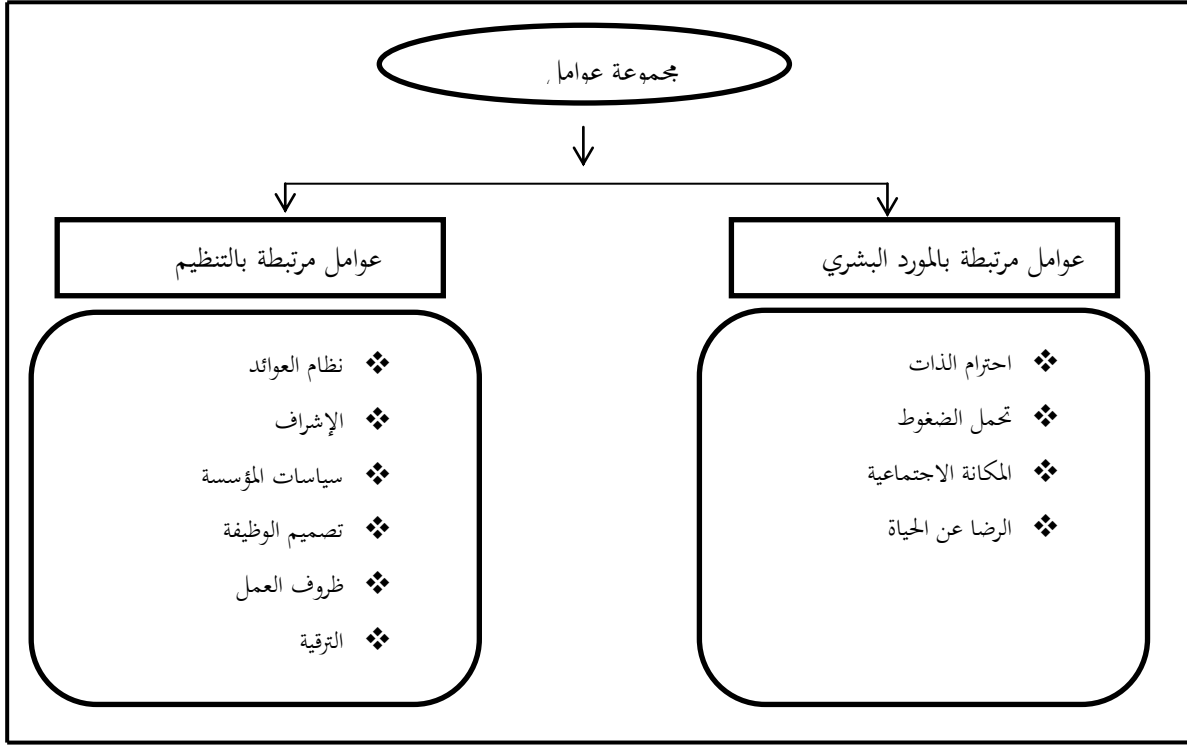 مجموعة عوامل
عوامل مرتبطة بالمورد البشري
❖ احترام الذات
❖ تحمل الضغوط
❖ المكانة الاجتماعية
❖ الرضا عن الحياة
عوامل مرتبطة بالتنظيم
❖ نظام العوائد
❖ الإشراف
❖ سياسات المؤسسة
❖ تصميم الوظيفة
❖ ظروف العمل
❖ الترقية